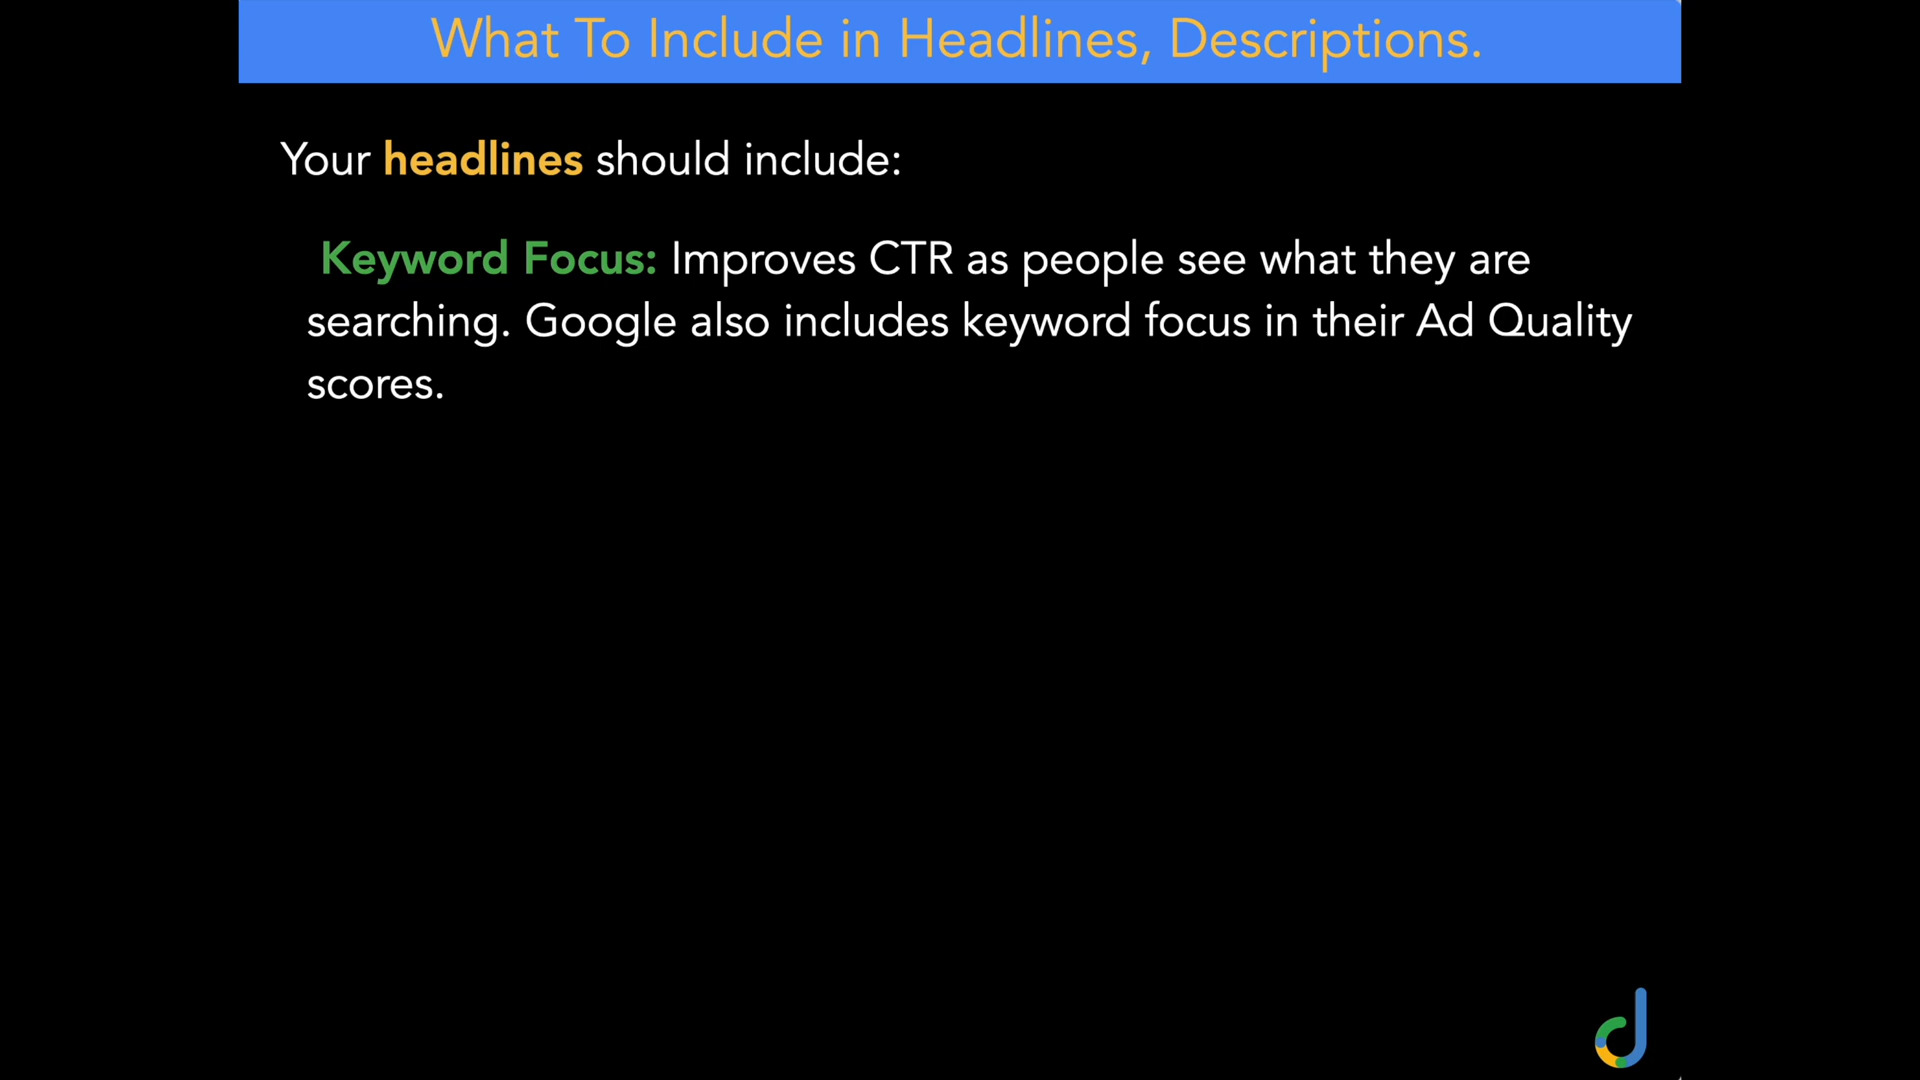 What To Include in Headlines, Descriptions.
Your headlines should include:
Keyword Focus: Improves CTR as people see what they are
searching. Google also includes keyword focus in their Ad Quality
scores.